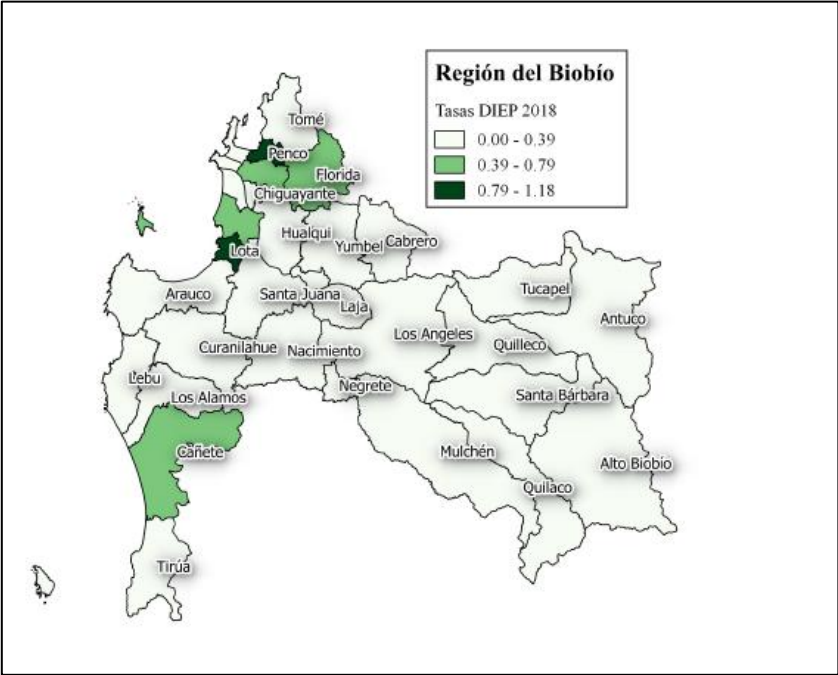 Región del Biobío
Tasas DIEP 2018
0.00 - 0.39
0.39 - 0.79
0.79 - 1.18
Tomé
Penco
Florida
Chiguayante
Hualqui
Yumbel
Cabrero
Lota
Arauco
Santa Juana
Laja
Tucapel
Antuco
Los Angeles
Quilleco
Curanilahue
Nacimiento
Lebu
Los Alamos
Negrete
Santa Bárbara
Cañete
Mulchén
Alto Biobío
Quilaco
Tirúa